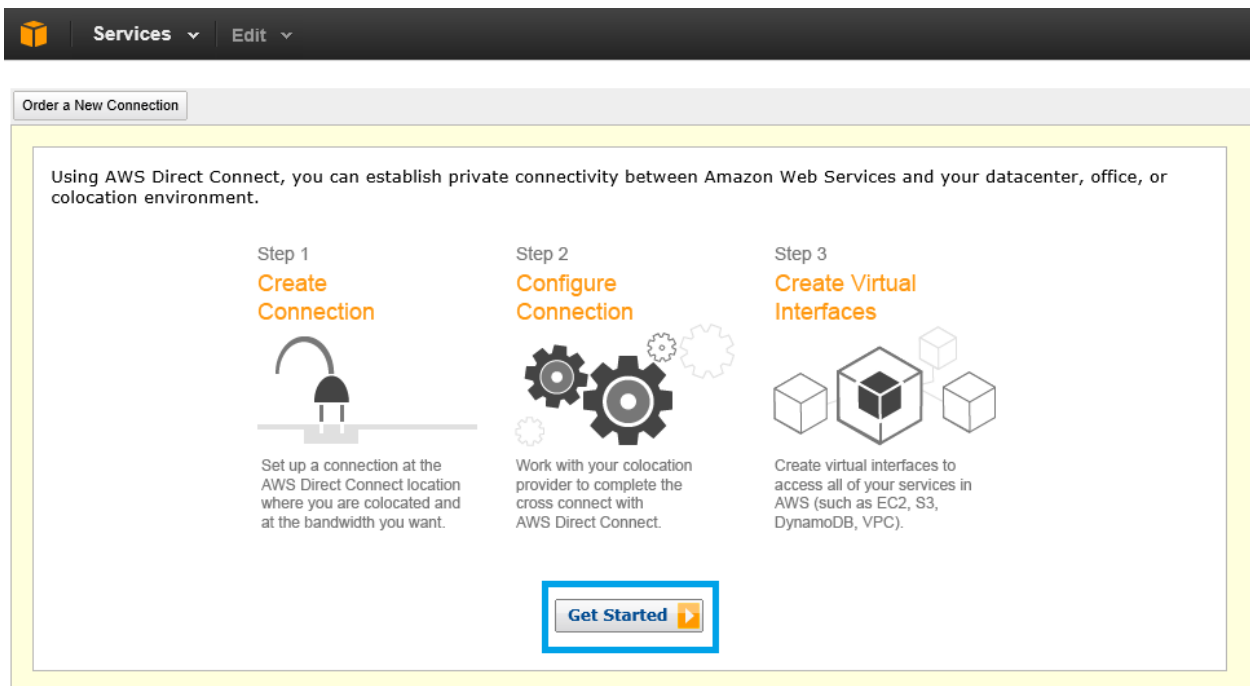 Services Edit
Order a New Connection
Using AWS Direct Connect, you can establish private connectivity between Amazon Web Services and your datacenter, office, or
colocation environment.
Step 1
Create
Connection
Set up a connection at the
AWS Direct Connect location
where you are colocated and
at the bandwidth you want.
Step 2
Configure
Connection
Work with your colocation
provider to complete the
cross connect with
AWS Direct Connect.
Step 3
Create Virtual
Interfaces
Create virtual interfaces to
access all of your services in
AWS (such as EC2, S3,
DynamoDB, VPC).
Get Started